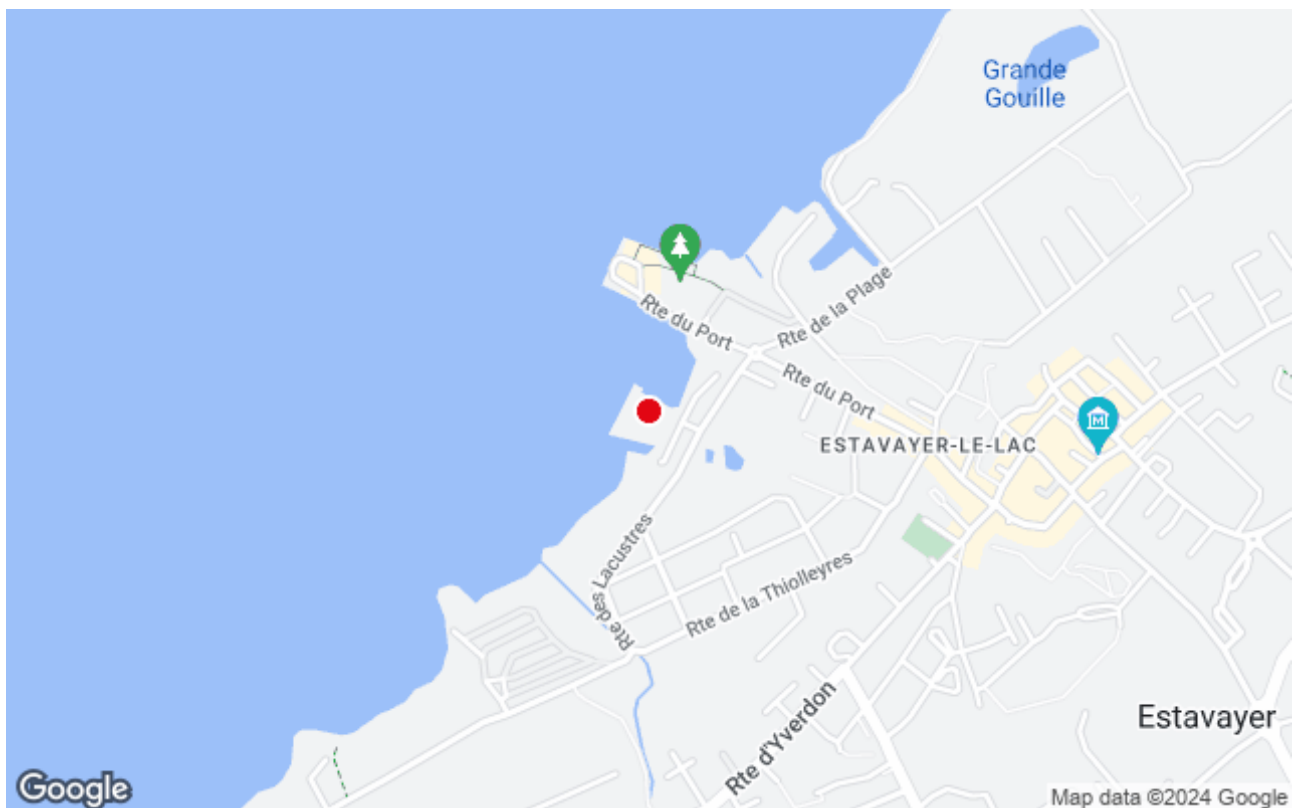 Grande
Gouille
Rte de la Plage
Rte du Port
Rte du Port
ESTAVAYER-LE-LAC
M
Rte des Lacustres
Rte de la Thiolleyres
Rte d'Yverdon
Estavayer
Google
Map data ©2024 Google